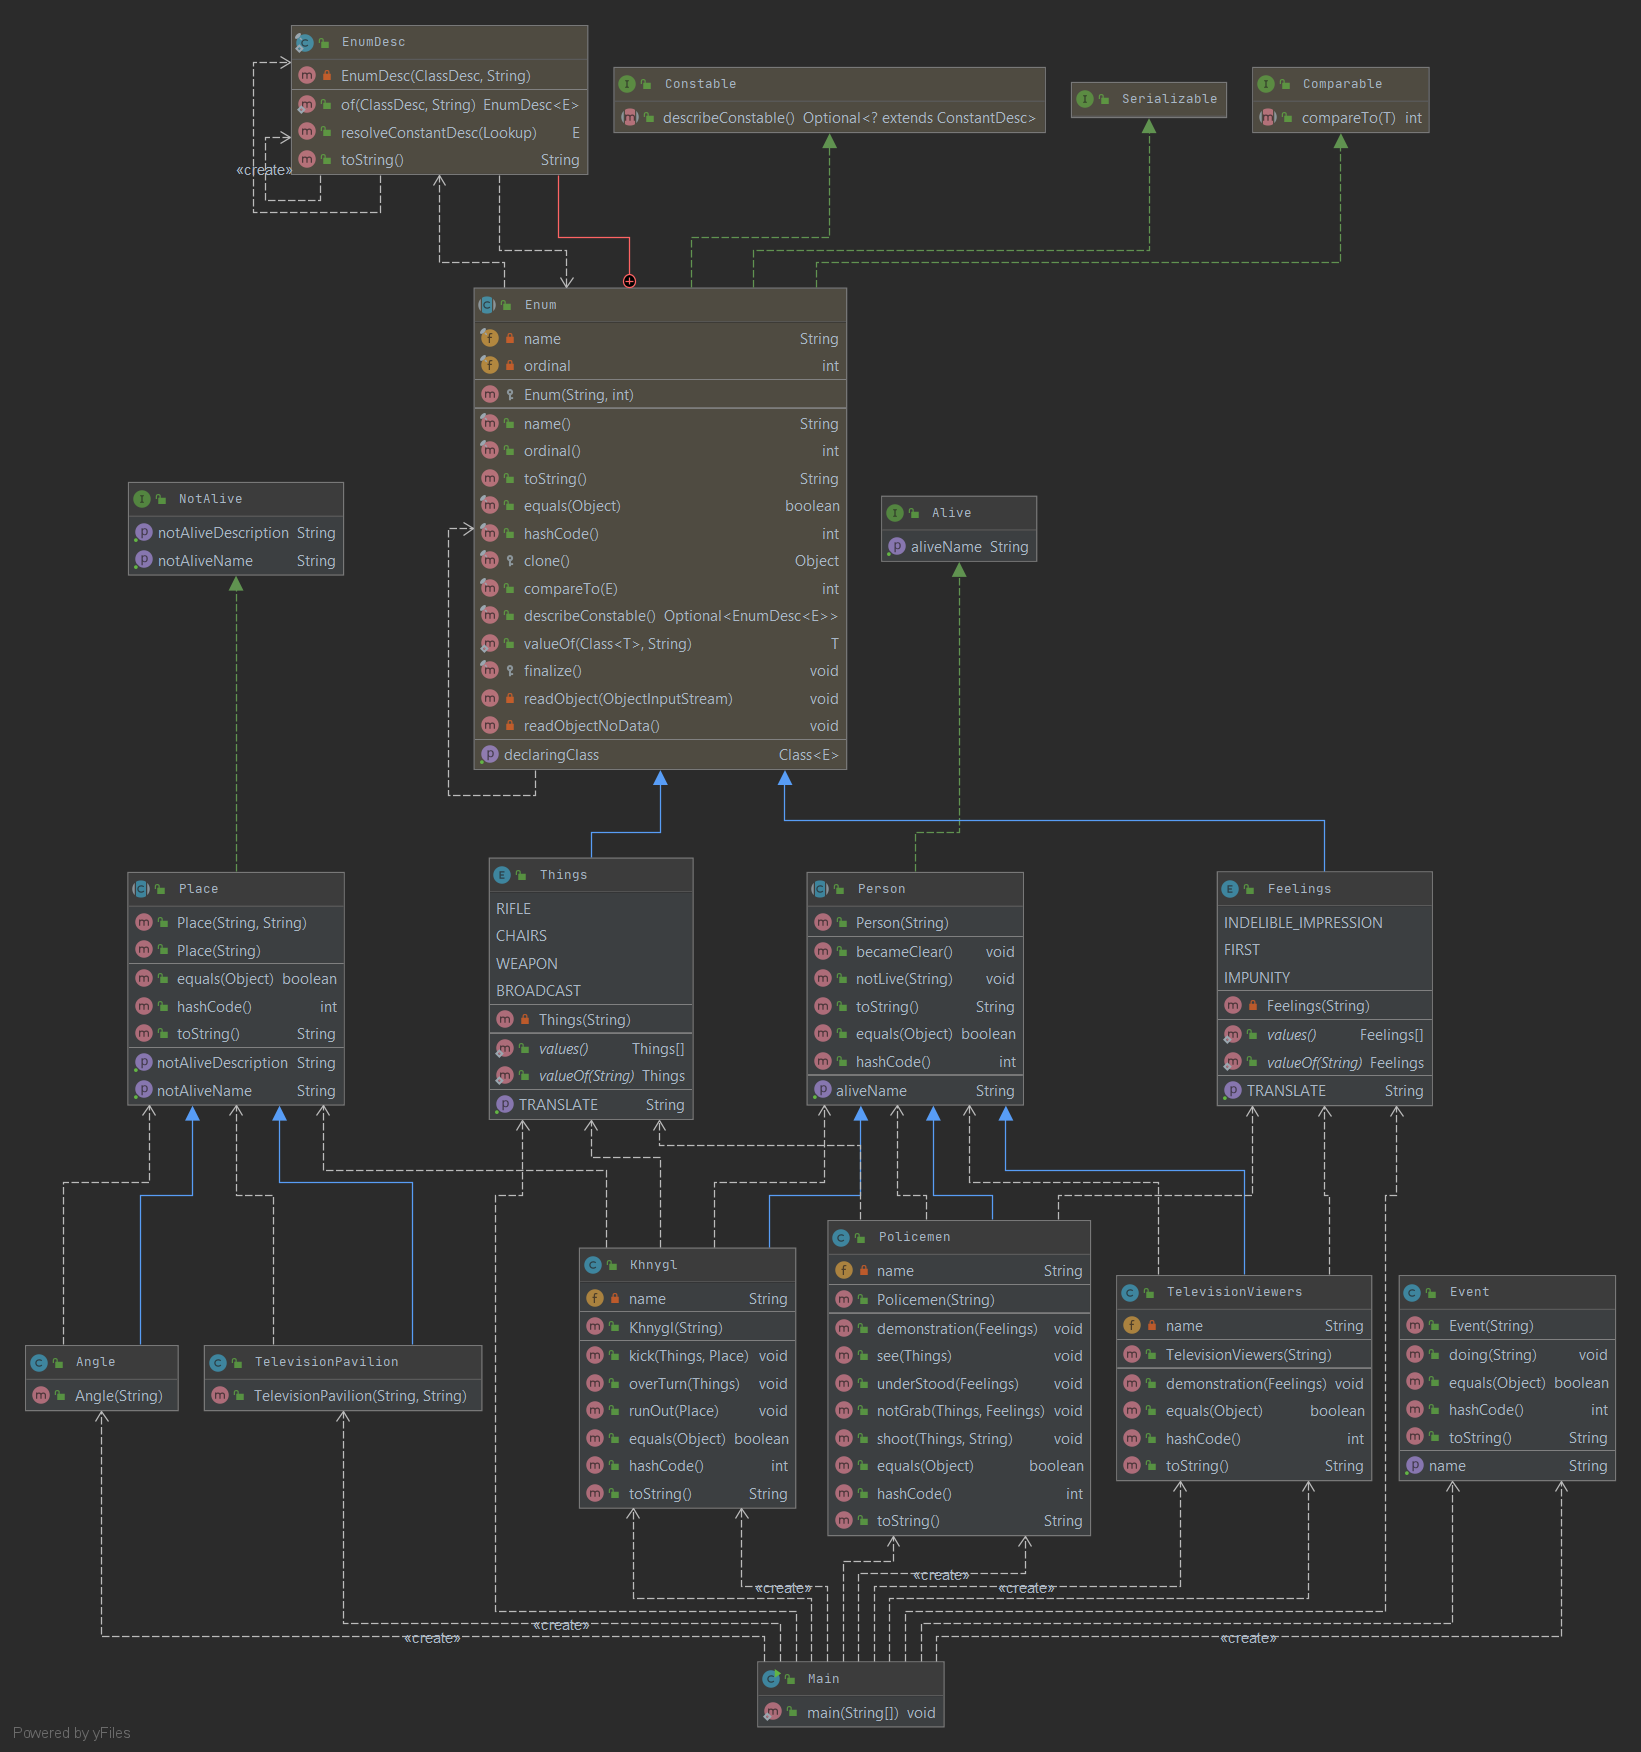 EnumDesc
EnumDesc(ClassDesc, String)
of(ClassDesc, String) EnumDesc<E>
resolveConstantDesc(Lookup) E
toString() String
«create»
Constable
describeConstable() Optional<? extends ConstantDesc>
Serializable
Comparable
compareTo(T) int
Enum
name String
ordinal int
Enum(String, int)
name() String
ordinal() int
toString() String
equals(Object) boolean
hashCode() int
clone() Object
compareTo(E) int
describeConstable() Optional<EnumDesc<E>>
valueOf(Class<T>, String) T
finalize() void
readObject(ObjectInputStream) void
readObjectNoData() void
declaringClass Class<E>
NotAlive
notAliveDescription String
notAliveName String
Alive
aliveName String
Place
Place(String, String)
Place(String)
equals(Object) boolean
hashCode() int
toString() String
notAliveDescription String
notAliveName String
Things
RIFLE
CHAIRS
WEAPON
BROADCAST
Things(String)
values() Things[]
valueOf(String) Things
TRANSLATE String
Person
Person(String)
becameClear() void
notLive(String) void
toString() String
equals(Object) boolean
hashCode() int
aliveName String
Feelings
INDELIBLE_IMPRESSION
FIRST
IMPUNITY
Feelings(String)
values() Feelings[]
valueOf(String) Feelings
TRANSLATE String
Angle
Angle(String)
TelevisionPavilion
TelevisionPavilion(String, String)
Khnygl
name String
Khnygl(String)
kick(Things, Place) void
overTurn(Things) void
runOut(Place) void
equals(Object) boolean
hashCode() int
toString() String
Policemen
name String
Policemen(String)
demonstration(Feelings) void
see(Things) void
underStood(Feelings) void
notGrab(Things, Feelings) void
shoot(Things, String) void
equals(Object) boolean
hashCode() int
toString() String
TelevisionViewers
name String
TelevisionViewers(String)
demonstration(Feelings) void
equals(Object) boolean
hashCode() int
toString() String
Event
Event(String)
doing(String) void
equals(Object) boolean
hashCode() int
toString() String
name String
«create»
«create»
«create»
«create»
«create»
«create»
Main
main(String[]) void
Powered by yFiles